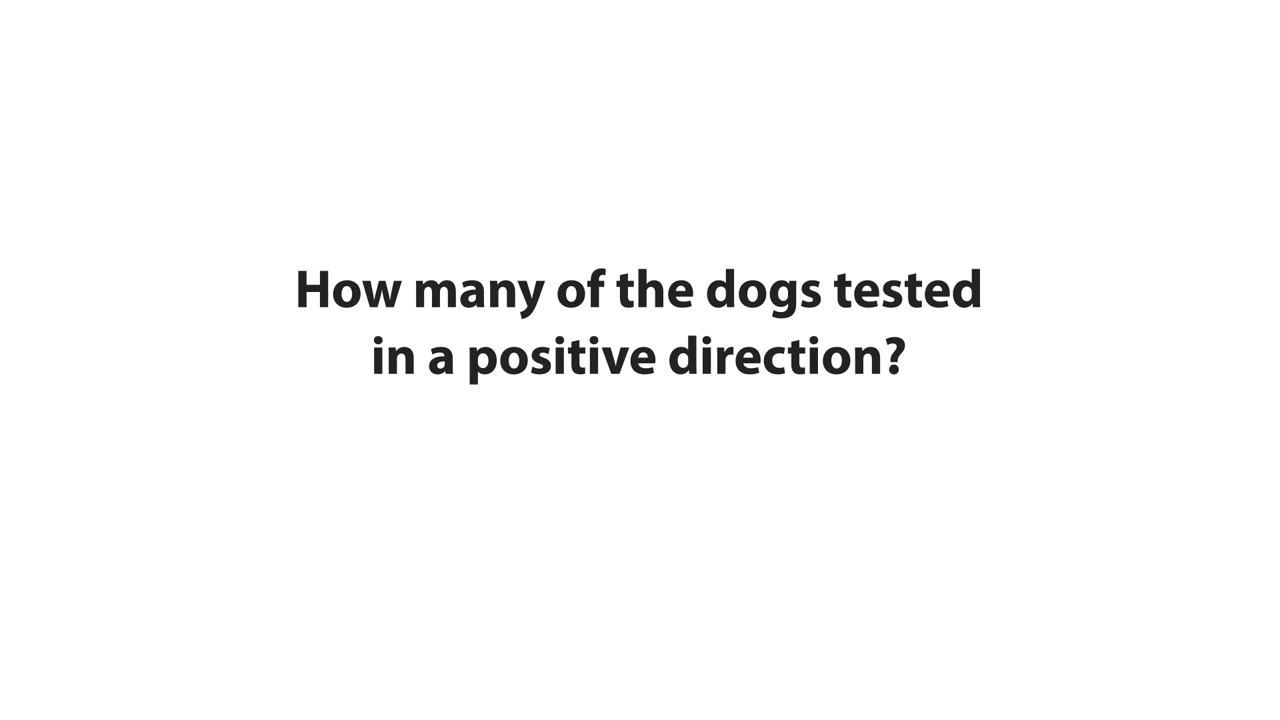 How many of the dogs tested
in a positive direction?